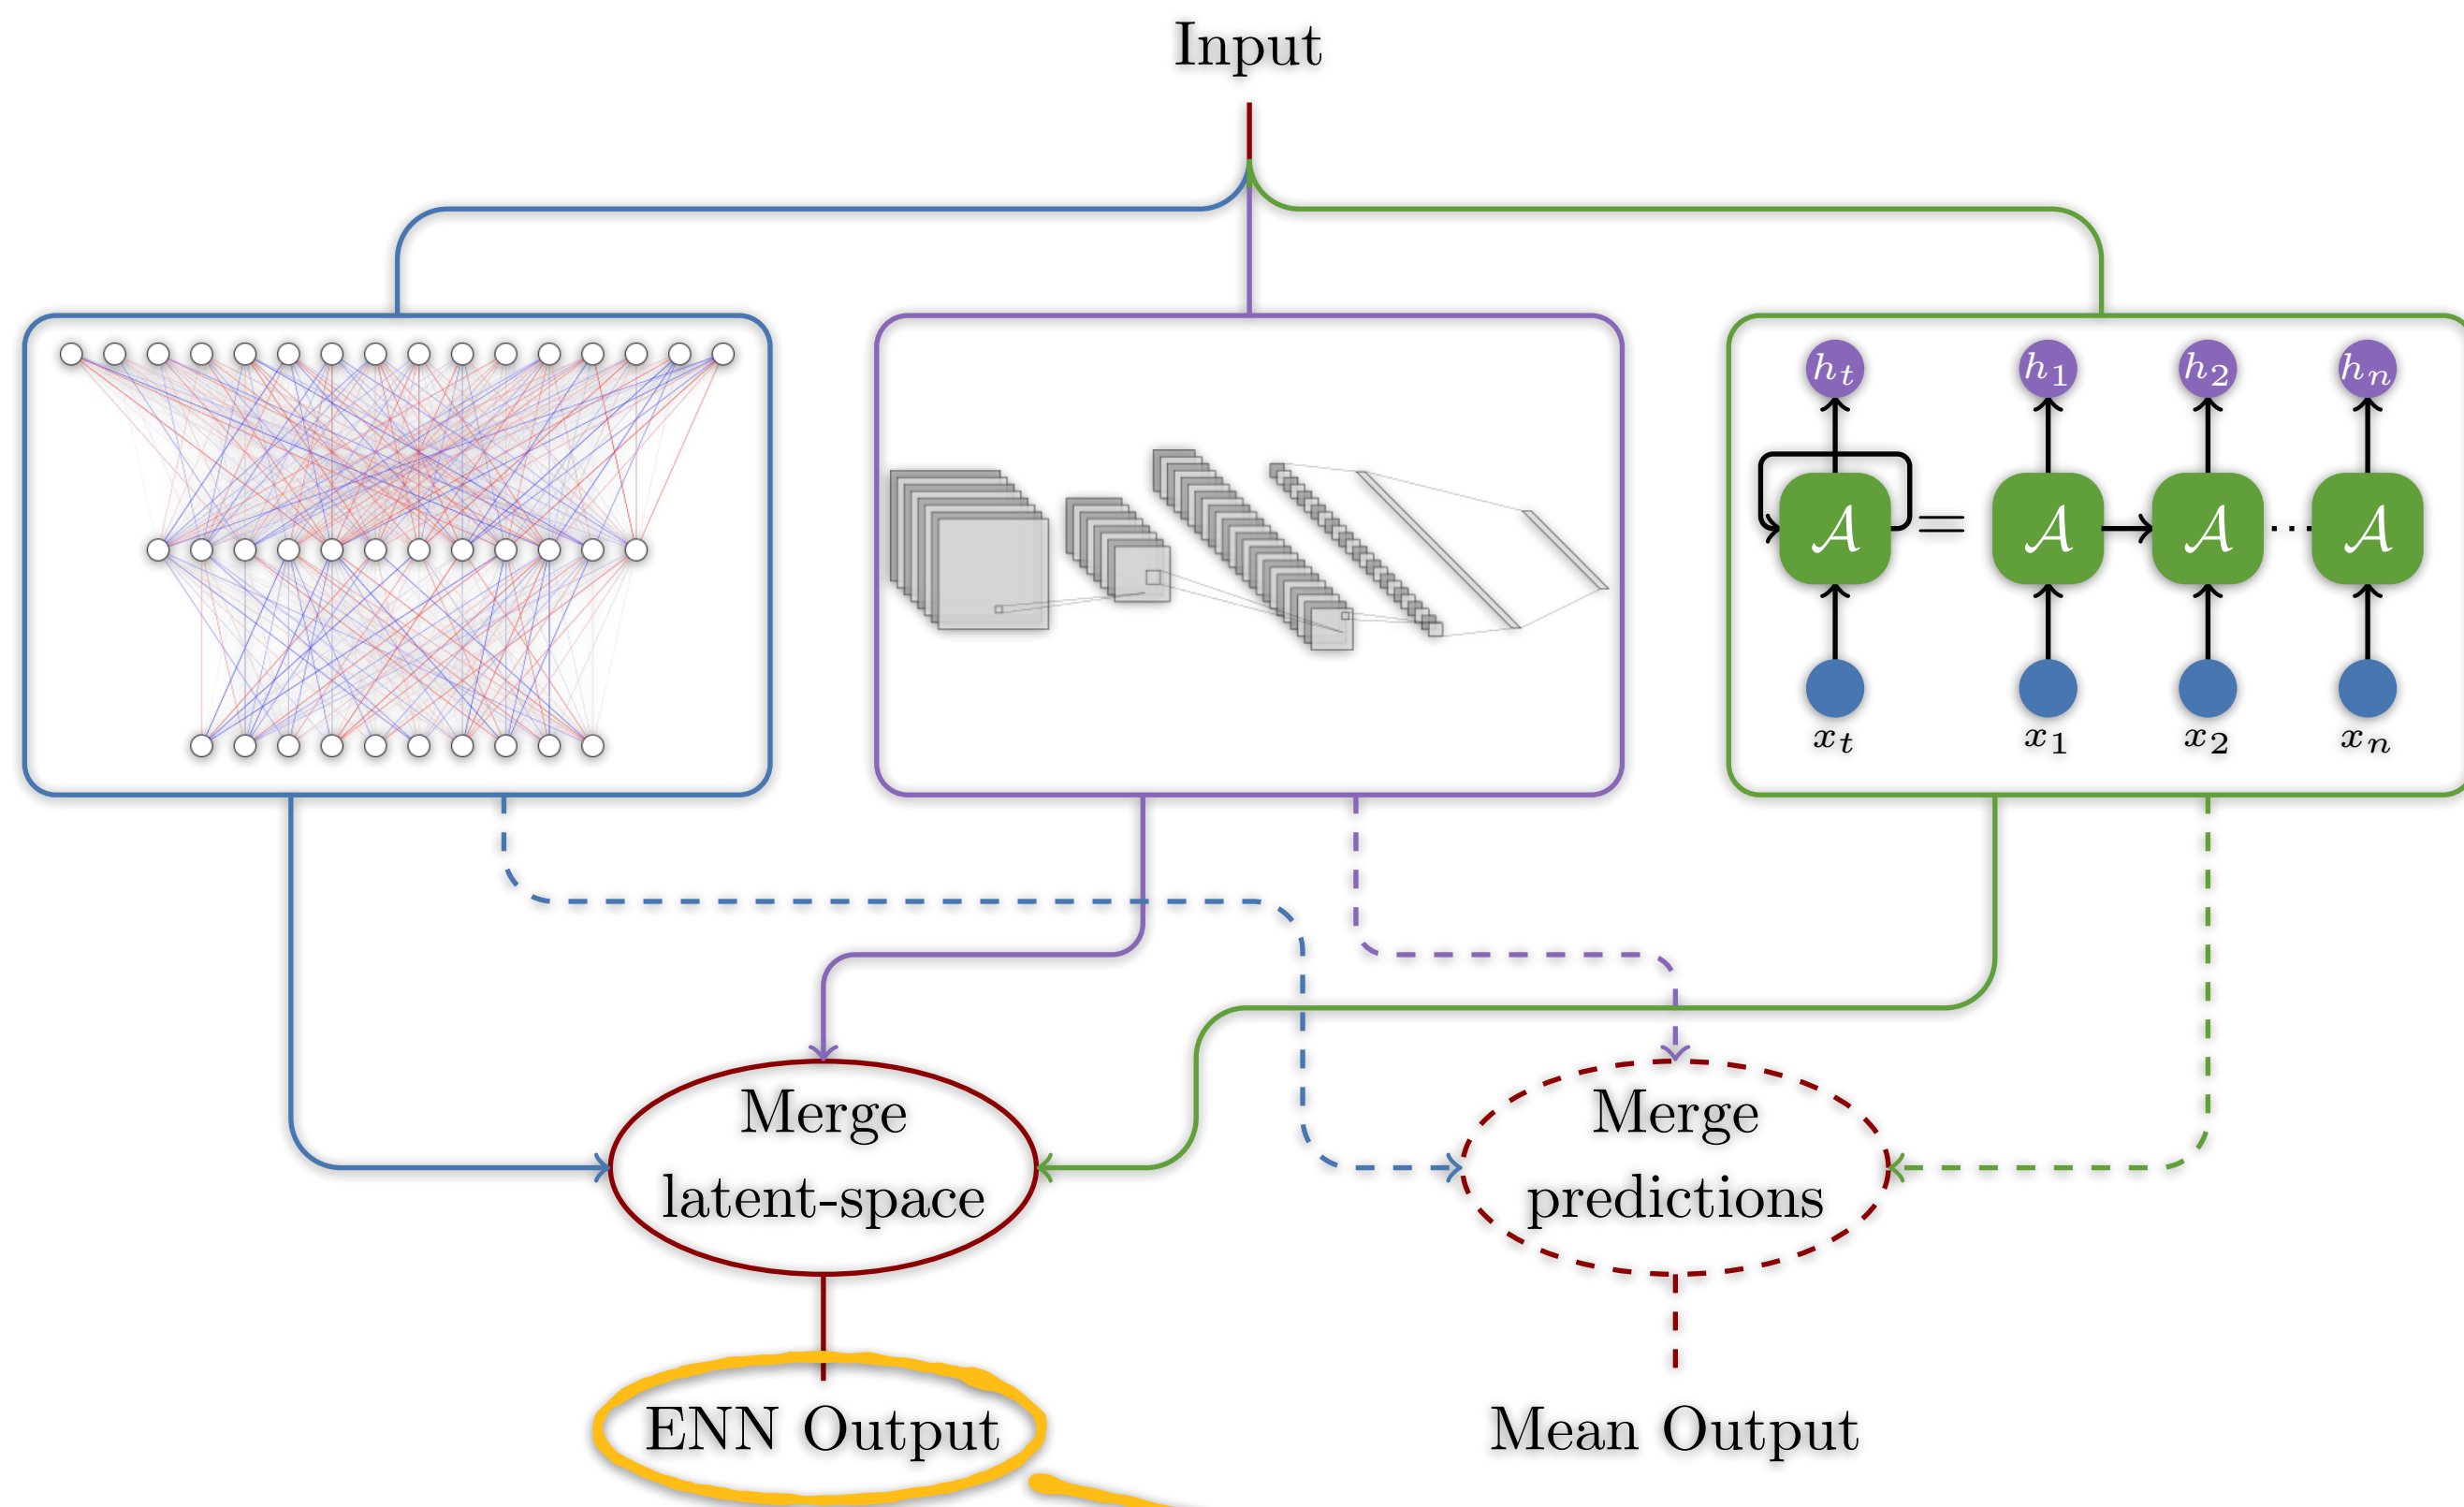 Input
h_t h_1 h_2 h_n
𝒜 = 𝒜 𝒜 ... 𝒜
x_t x_1 x_2 x_n
Merge
latent-space
Merge
predictions
ENN Output
Mean Output